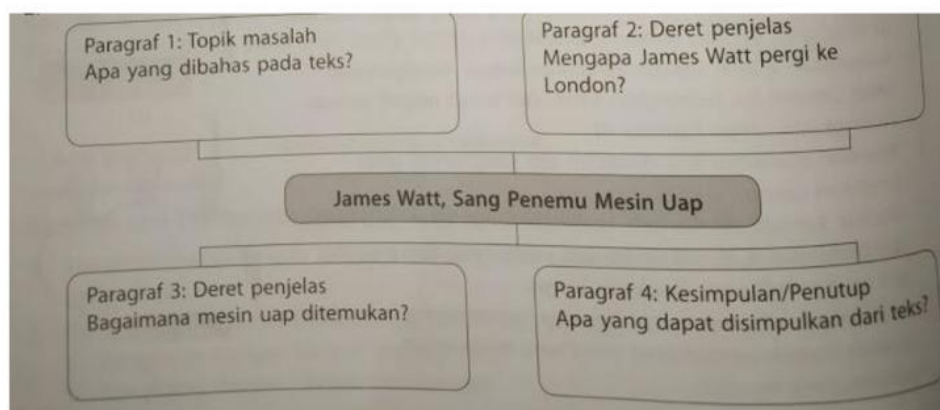 Paragraf 1: Topik masalah
Apa yang dibahas pada teks?
Paragraf 2: Deret penjelas
Mengapa James Watt pergi ke
London?
James Watt, Sang Penemu Mesin Uap
Paragraf 3: Deret penjelas
Bagaimana mesin uap ditemukan?
Paragraf 4: Kesimpulan/Penutup
Apa yang dapat disimpulkan dari teks?